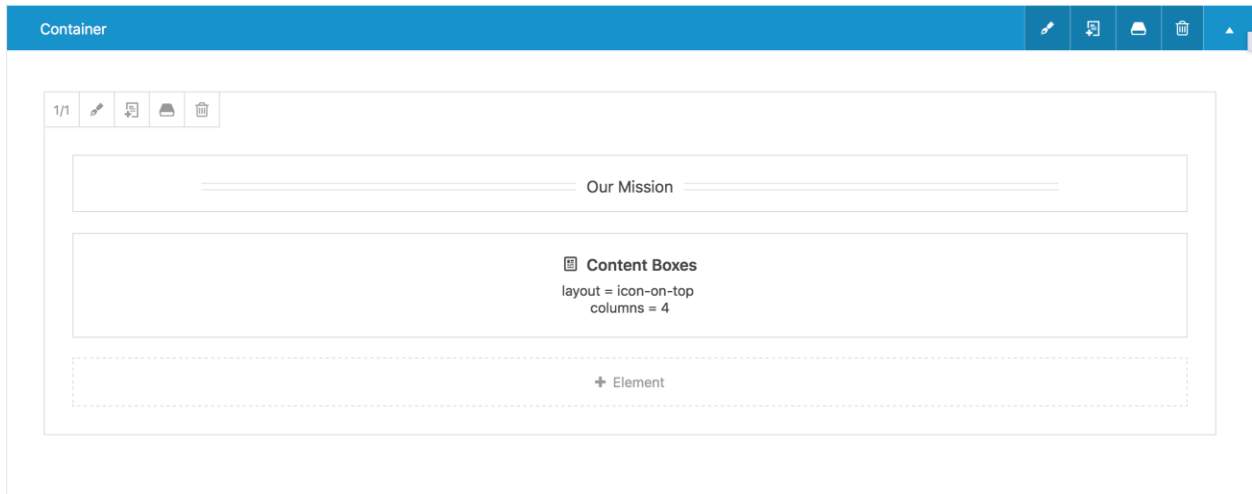 Container
1/1
Our Mission
Content Boxes
layout = icon-on-top
columns = 4
+ Element